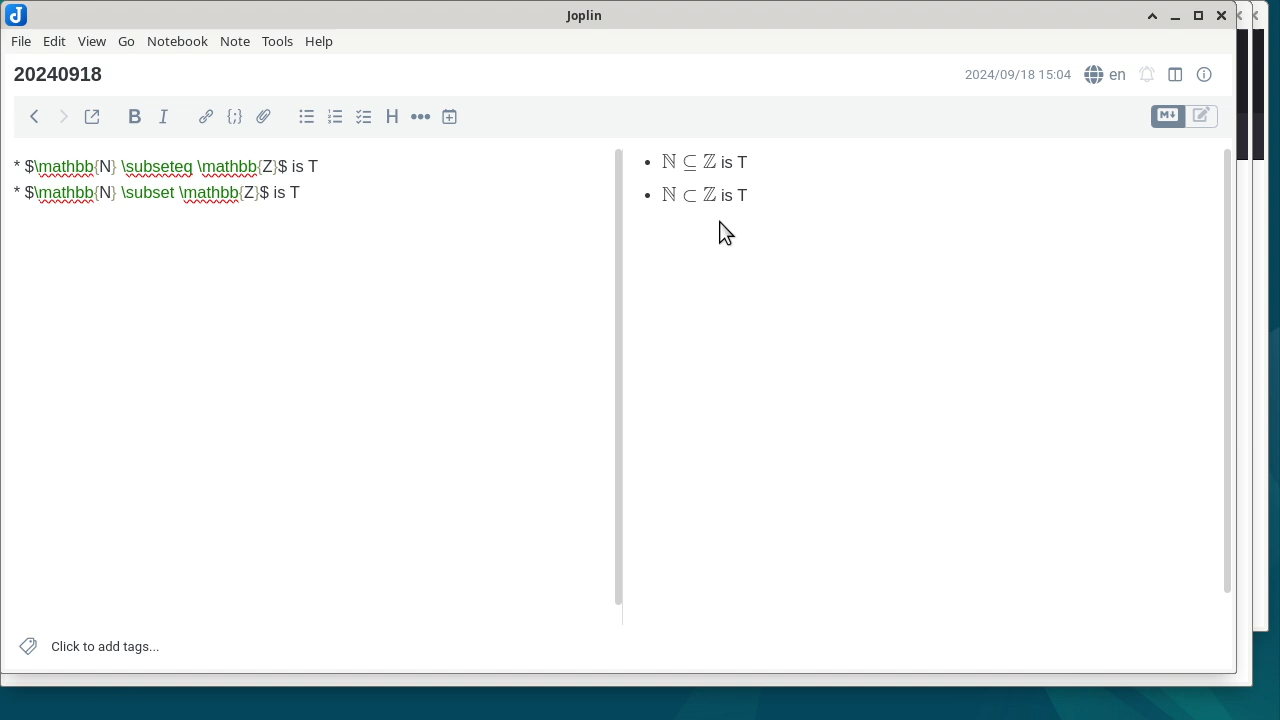 Joplin
File Edit View Go Notebook Note Tools Help
20240918
2024/09/18 15:04 en
* $\mathbb{N} \subseteq \mathbb{Z}$ is T
* $\mathbb{N} \subset \mathbb{Z}$ is T
• ℕ ⊆ ℤ is T
• ℕ ⊂ ℤ is T
Click to add tags...